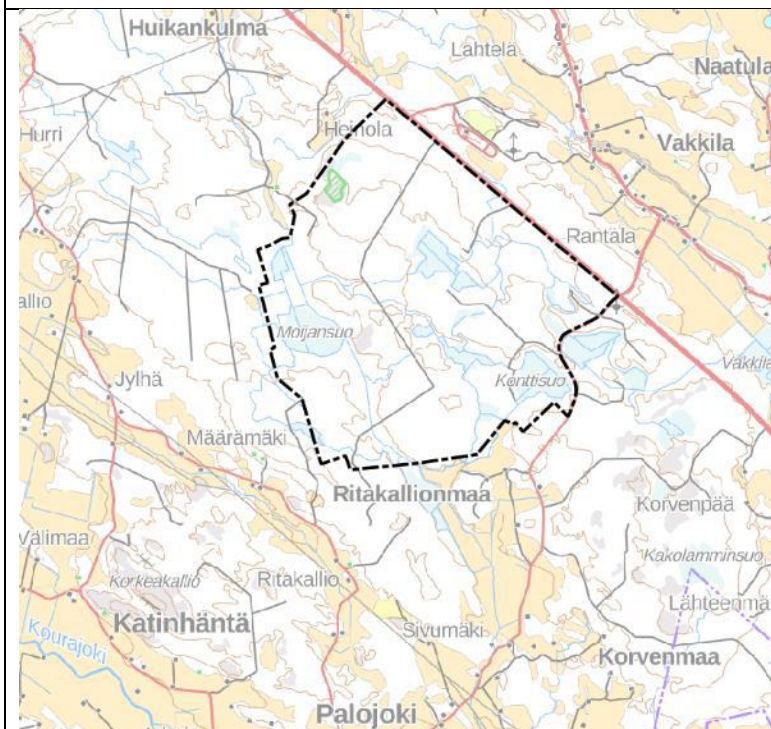 Huikankulma
Lähtelä
Naatula
Hurri
Heinola
Vakkila
Rantala
allio
Moijansuo
Konttisuo
Vakkila
Jylhä
Määrämäki
Ritakallionmaa
Korvenpää
Välimaa
Korkeakallio
Ritakallio
Kakolamminsuo
Lähteenmä
Katinhäntä
Sivumäki
Kourajoki
Korvenmaa
Palojoki